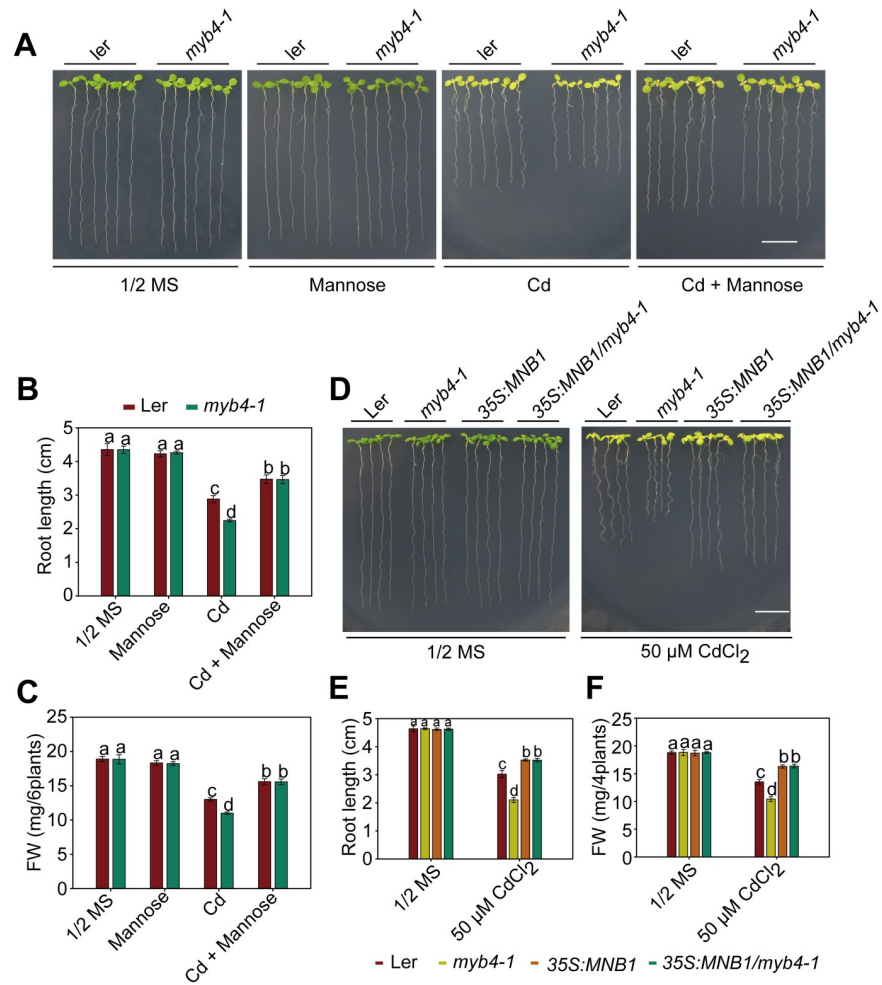 A
ler
myb4-1
ler
myb4-1
ler
myb4-1
ler
myb4-1
1/2 MS
Mannose
Cd
Cd + Mannose
B
Ler
myb4-1
Root length (cm)
5
4
3
2
1
0
a a
a a
c
d
b b
1/2 MS
Mannose
Cd
Cd + Mannose
D
Ler
myb4-1
35S:MNB1
35S:MNB1/myb4-1
Ler
myb4-1
35S:MNB1
35S:MNB1/myb4-1
1/2 MS
50 µM CdCl2
C
FW (mg/6plants)
25
20
15
10
5
0
a a
a a
c
d
b b
1/2 MS
Mannose
Cd
Cd + Mannose
E
Root length (cm)
5
4
3
2
1
0
a a a a
c
d
b b
1/2 MS
50 µM CdCl2
F
FW (mg/4plants)
25
20
15
10
5
0
a a a a
c
d
b b
1/2 MS
50 µM CdCl2
Ler
myb4-1
35S:MNB1
35S:MNB1/myb4-1